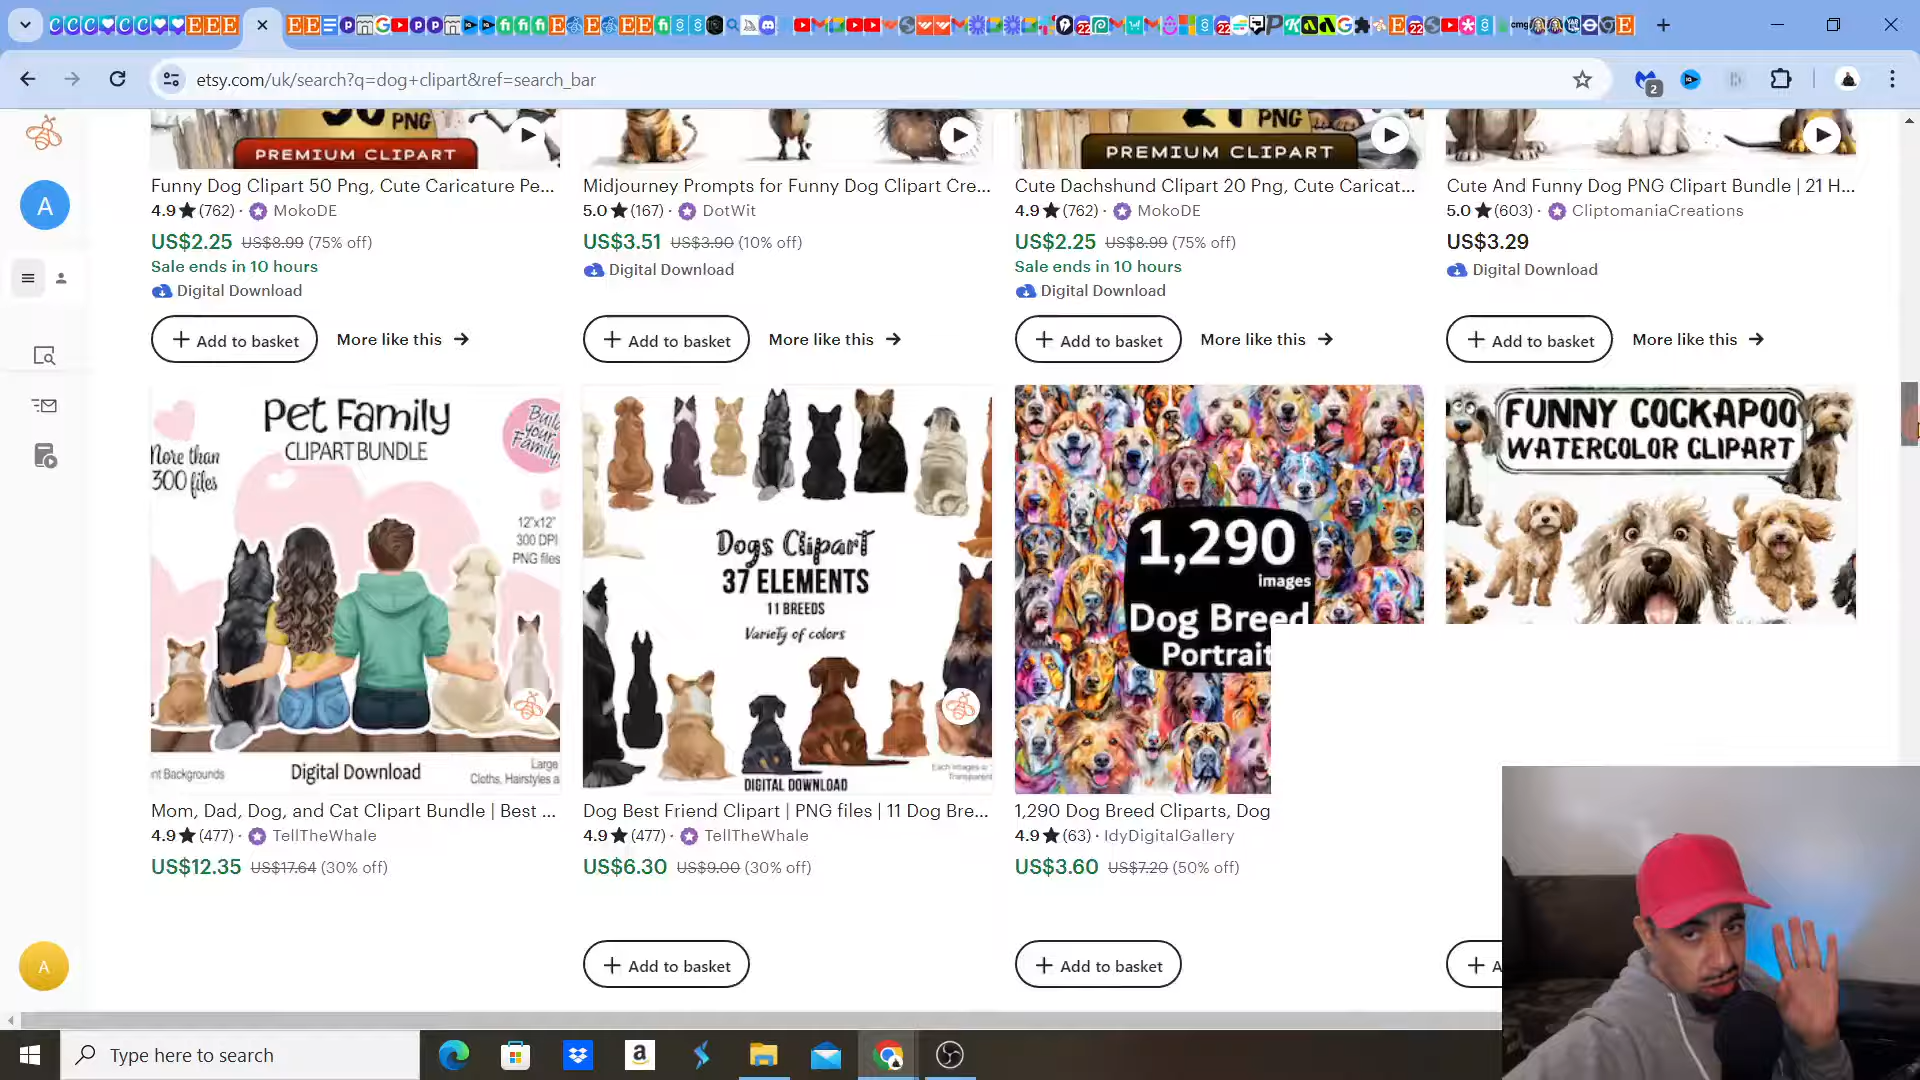 etsy.com/uk/search?q=dog+clipart&ref=search_bar
2
PNG
PREMIUM CLIPART
PNG
PREMIUM CLIPART
Funny Dog Clipart 50 Png, Cute Caricature Pe...
4.9 (762) · MokoDE
US$2.25 US$8.99 (75% off)
Sale ends in 10 hours
Digital Download
+ Add to basket
More like this
Midjourney Prompts for Funny Dog Clipart Cre...
5.0 (167) · DotWit
US$3.51 US$3.90 (10% off)
Digital Download
+ Add to basket
More like this
Cute Dachshund Clipart 20 Png, Cute Caricat...
4.9 (762) · MokoDE
US$2.25 US$8.99 (75% off)
Sale ends in 10 hours
Digital Download
+ Add to basket
More like this
Cute And Funny Dog PNG Clipart Bundle | 21 H...
5.0 (603) · CliptomaniaCreations
US$3.29
Digital Download
+ Add to basket
More like this
A
Pet Family
CLIPART BUNDLE
Build
your
Family!
More than
300 files
12"x12"
300 DPI
PNG files
nt Backgrounds
Digital Download
Large
Cloths, Hairstyles a
Mom, Dad, Dog, and Cat Clipart Bundle | Best ...
4.9 (477) · TellTheWhale
US$12.35 US$17.64 (30% off)
Dogs Clipart
37 ELEMENTS
11 BREEDS
Variety of colors
DIGITAL DOWNLOAD
Dog Best Friend Clipart | PNG files | 11 Dog Bre...
4.9 (477) · TellTheWhale
US$6.30 US$9.00 (30% off)
+ Add to basket
1,290
images
Dog Breed
Portrait
1,290 Dog Breed Cliparts, Dog
4.9 (63) · IdyDigitalGallery
US$3.60 US$7.20 (50% off)
+ Add to basket
FUNNY COCKAPOO
WATERCOLOR CLIPART
+ A
A
Type here to search